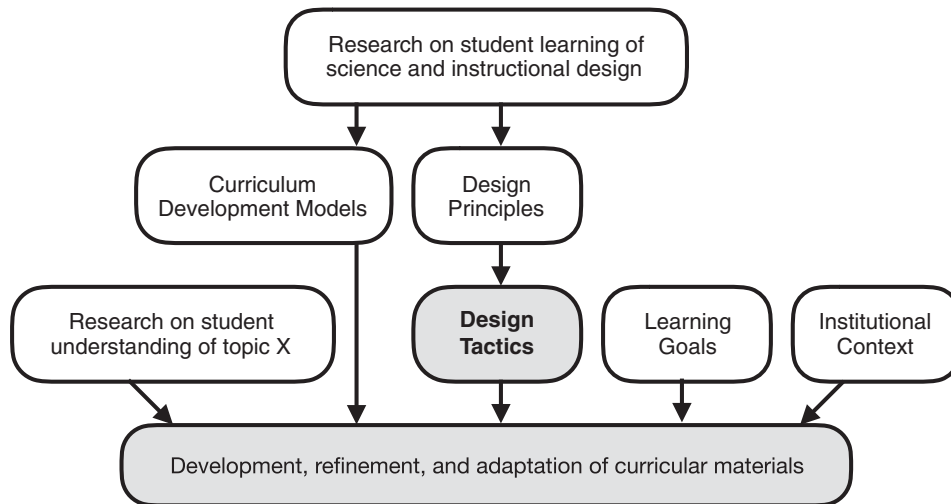 Research on student learning of
science and instructional design
Curriculum
Development Models
Design
Principles
Research on student
understanding of topic X
Design
Tactics
Learning
Goals
Institutional
Context
Development, refinement, and adaptation of curricular materials